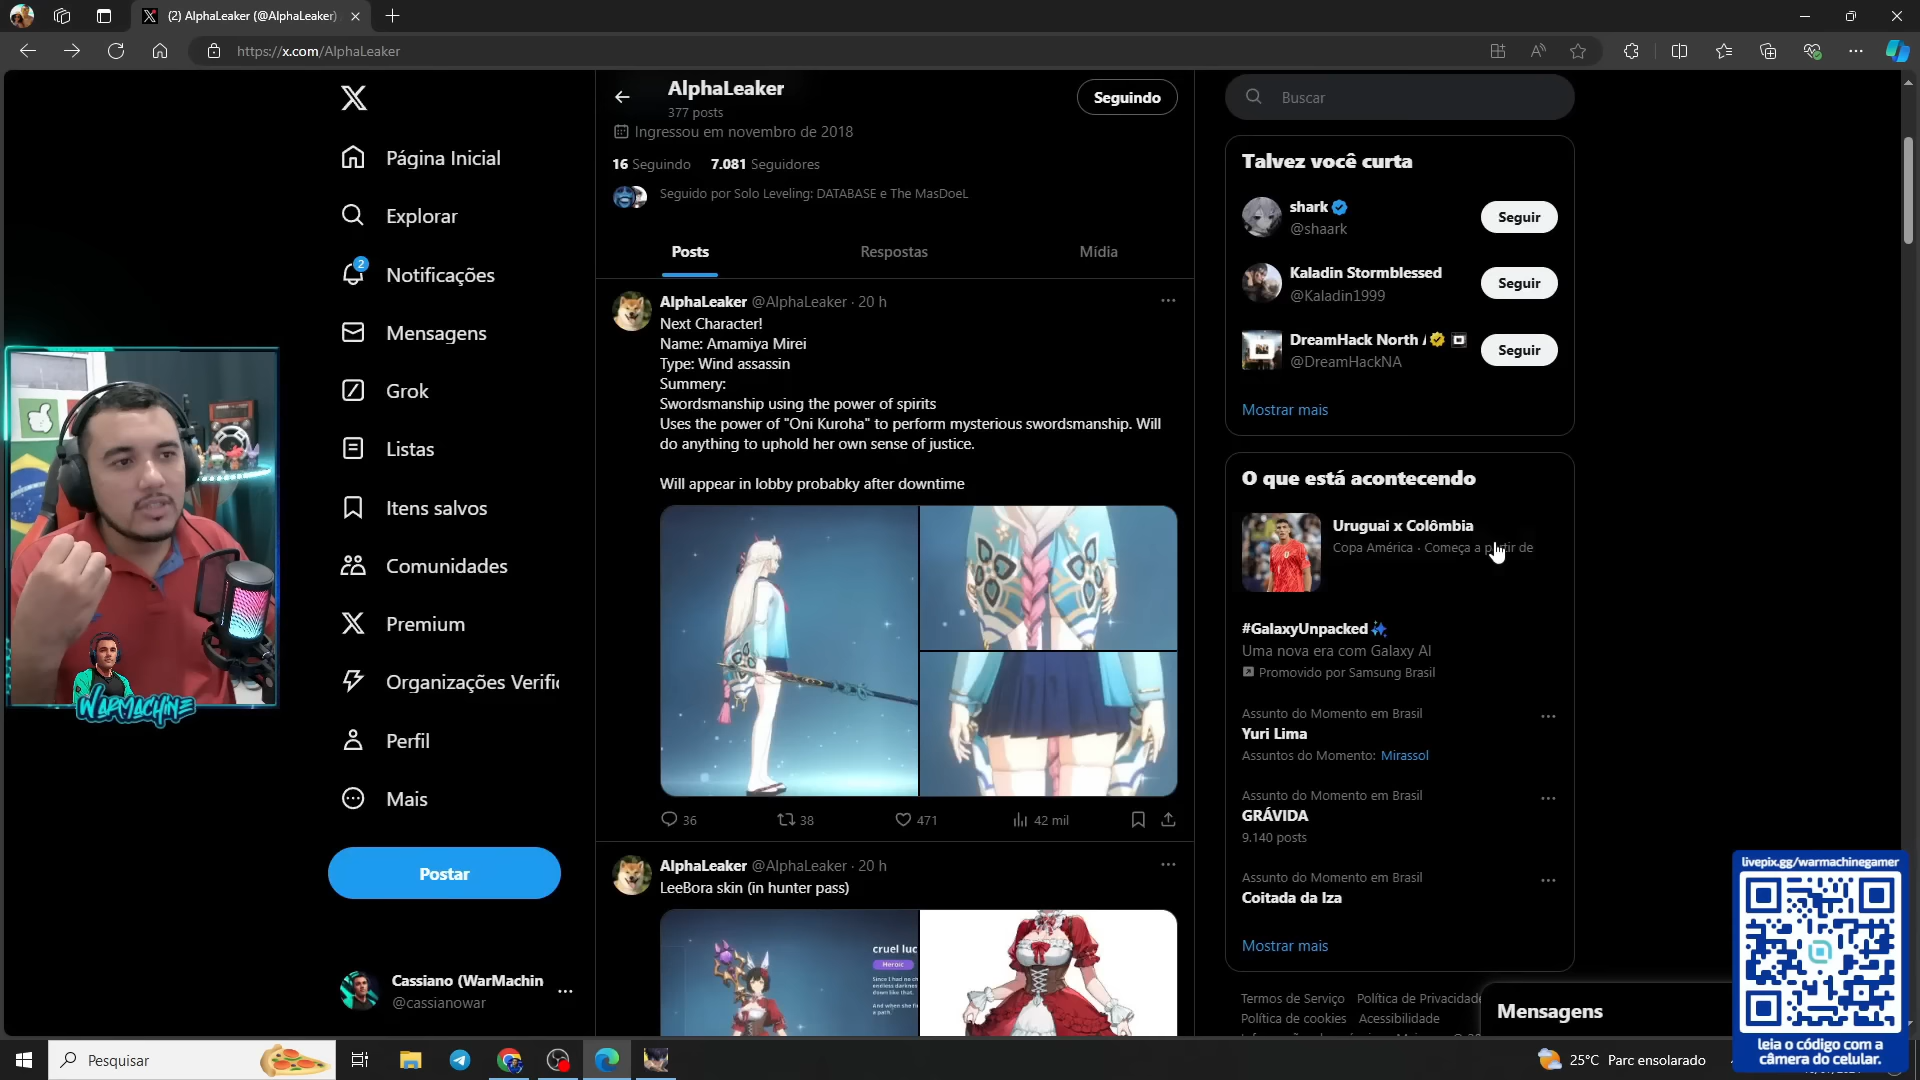 (2) AlphaLeaker (@AlphaLeaker)
https://x.com/AlphaLeaker
Página Inicial
Explorar
2
Notificações
Mensagens
Grok
Listas
Itens salvos
Comunidades
Premium
Organizações Verific
Perfil
Mais
Postar
Cassiano (WarMachin
@cassianowar
WARMACHINE
AlphaLeaker
377 posts
Seguindo
Ingressou em novembro de 2018
16 Seguindo 7.081 Seguidores
Seguido por Solo Leveling: DATABASE e The MasDoeL
Posts Respostas Mídia
AlphaLeaker @AlphaLeaker · 20 h
Next Character!
Name: Amamiya Mirei
Type: Wind assassin
Summery:
Swordsmanship using the power of spirits
Uses the power of "Oni Kuroha" to perform mysterious swordsmanship. Will
do anything to uphold her own sense of justice.
Will appear in lobby probabky after downtime
36 38 471 42 mil
AlphaLeaker @AlphaLeaker · 20 h
LeeBora skin (in hunter pass)
cruel luc
Heroic
Buscar
Talvez você curta
shark
@shaark
Seguir
Kaladin Stormblessed
@Kaladin1999
Seguir
DreamHack North
@DreamHackNA
Seguir
Mostrar mais
O que está acontecendo
Uruguai x Colômbia
Copa América · Começa a partir de
#GalaxyUnpacked
Uma nova era com Galaxy AI
Promovido por Samsung Brasil
Assunto do Momento em Brasil
Yuri Lima
Assuntos do Momento: Mirassol
Assunto do Momento em Brasil
GRÁVIDA
9.140 posts
Assunto do Momento em Brasil
Coitada da Iza
Mostrar mais
Termos de Serviço Política de Privacidade
Política de cookies Acessibilidade
Mensagens
livepix.gg/warmachinegamer
leia o código com a
câmera do celular.
Pesquisar
25°C Parc ensolarado